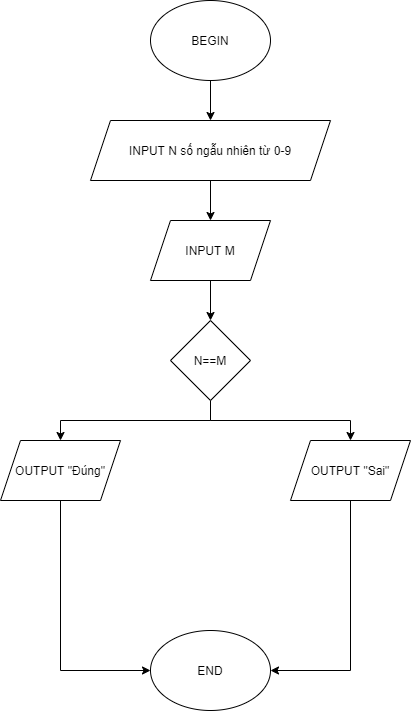 BEGIN
INPUT N số ngẫu nhiên từ 0-9
INPUT M
N==M
OUTPUT "Đúng"
OUTPUT "Sai"
END